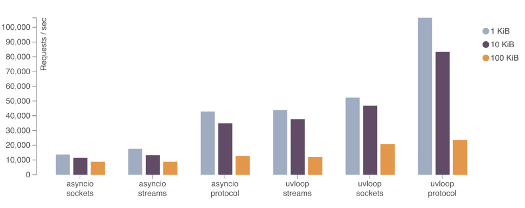 Requests / sec
100,000
90,000
80,000
70,000
60,000
50,000
40,000
30,000
20,000
10,000
0
1 KiB
10 KiB
100 KiB
asyncio sockets
asyncio streams
asyncio protocol
uvloop streams
uvloop sockets
uvloop protocol